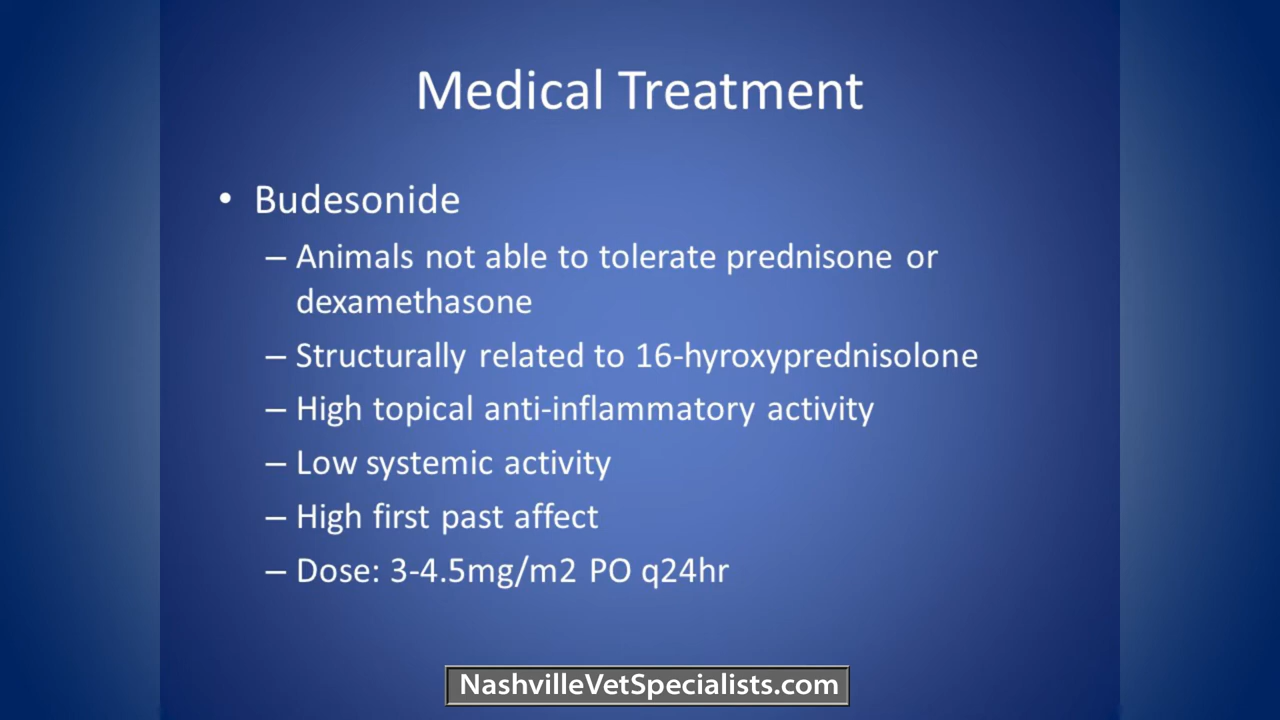 Medical Treatment
• Budesonide
– Animals not able to tolerate prednisone or
dexamethasone
– Structurally related to 16-hyroxyprednisolone
– High topical anti-inflammatory activity
– Low systemic activity
– High first past affect
– Dose: 3-4.5mg/m2 PO q24hr
NashvilleVetSpecialists.com